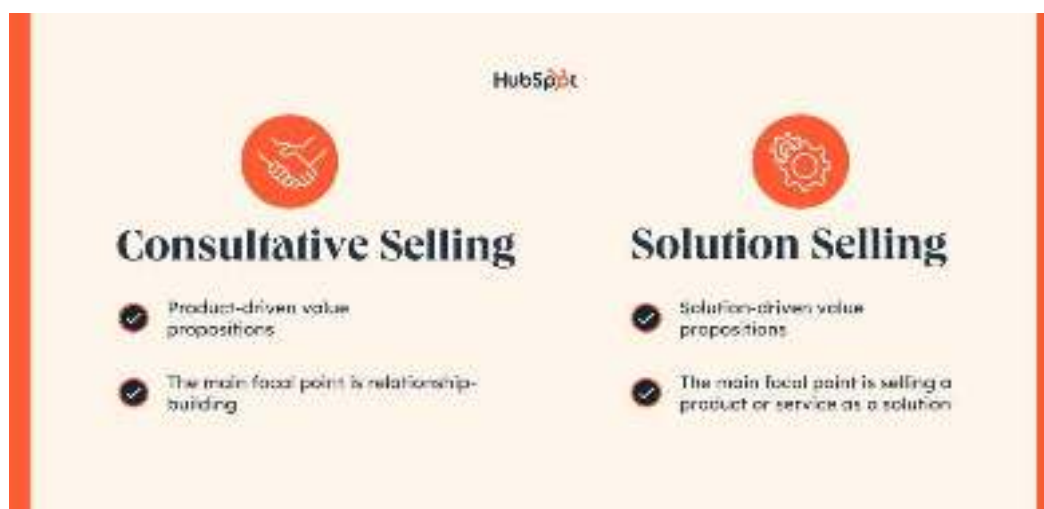 HubSpot
Consultative Selling
Product-driven value
propositions
The main focal point is relationship-
building
Solution Selling
Solution-driven value
propositions
The main focal point is selling a
product or service as a solution